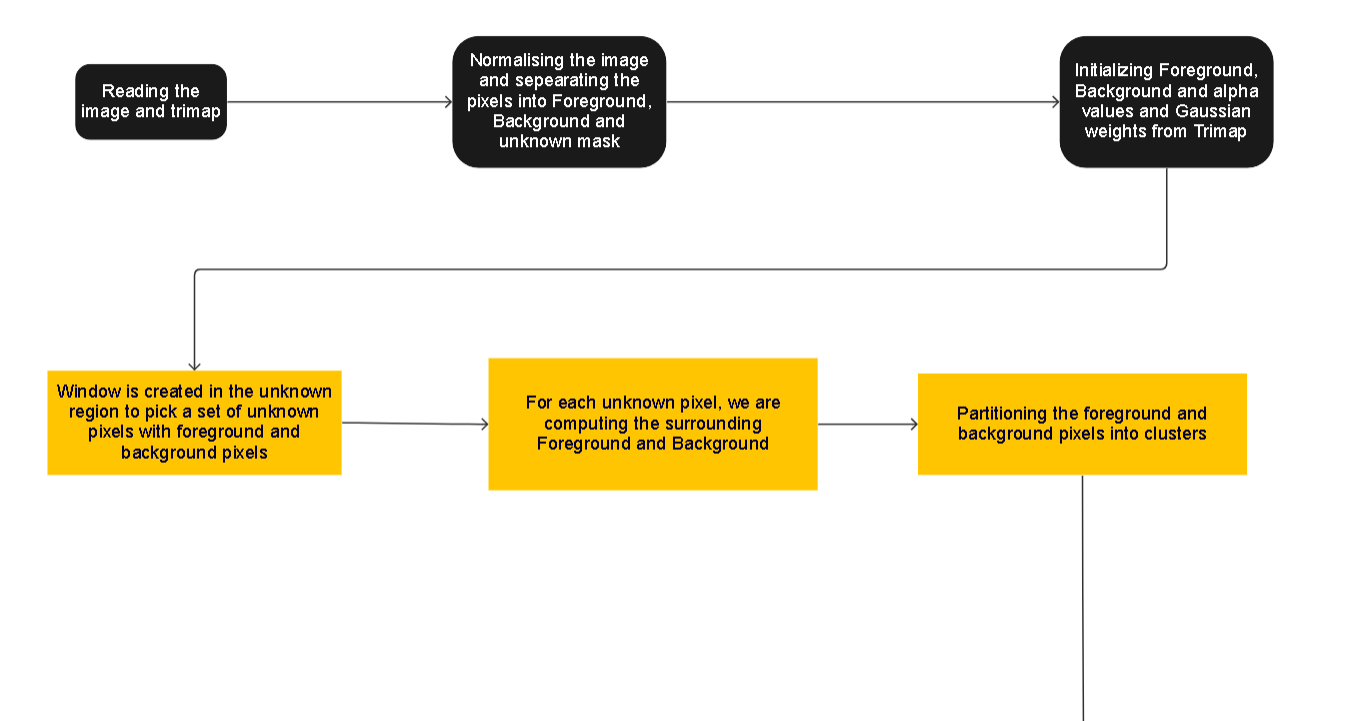 Reading the
image and trimap
Normalising the image
and sepearating the
pixels into Foreground,
Background and
unknown mask
Initializing Foreground,
Background and alpha
values and Gaussian
weights from Trimap
Window is created in the unknown
region to pick a set of unknown
pixels with foreground and
background pixels
For each unknown pixel, we are
computing the surrounding
Foreground and Background
Partitioning the foreground and
background pixels into clusters